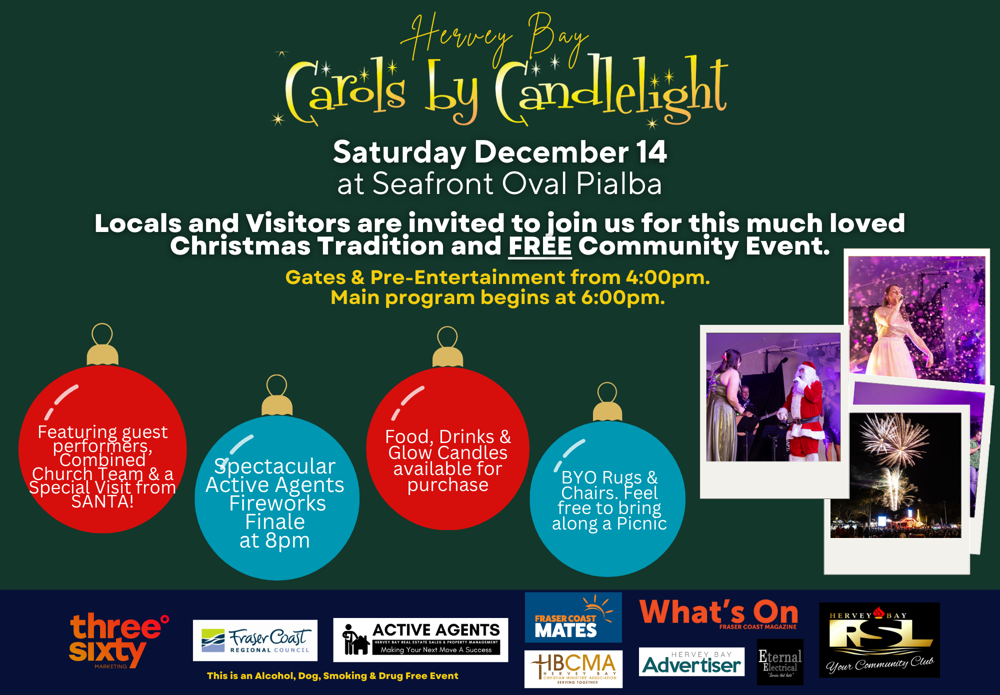 Hervey Bay
Carols by Candlelight
Saturday December 14
at Seafront Oval Pialba
Locals and Visitors are invited to join us for this much loved
Christmas Tradition and FREE Community Event.
Gates & Pre-Entertainment from 4:00pm.
Main program begins at 6:00pm.
Featuring guest
performers,
Combined
Church Team & a
Special Visit from
SANTA!
Spectacular
Active Agents
Fireworks
Finale
at 8pm
Food, Drinks &
Glow Candles
available for
purchase
BYO Rugs &
Chairs. Feel
free to bring
along a Picnic
three
sixty
MARKETING
Fraser Coast
REGIONAL COUNCIL
ACTIVE AGENTS
HERVEY BAY REAL ESTATE SALES & PROPERTY MANAGEMENT
Making Your Next Move A Success
This is an Alcohol, Dog, Smoking & Drug Free Event
FRASER COAST
MATES
HBCMA
HERVEY BAY
CHRISTIAN MINISTERS' ASSOCIATION
SERVING TOGETHER
What's On
FRASER COAST MAGAZINE
HERVEY BAY
Advertiser
Eternal
Electrical
"Service that lasts"
HERVEY BAY
RSL
Your Community Club